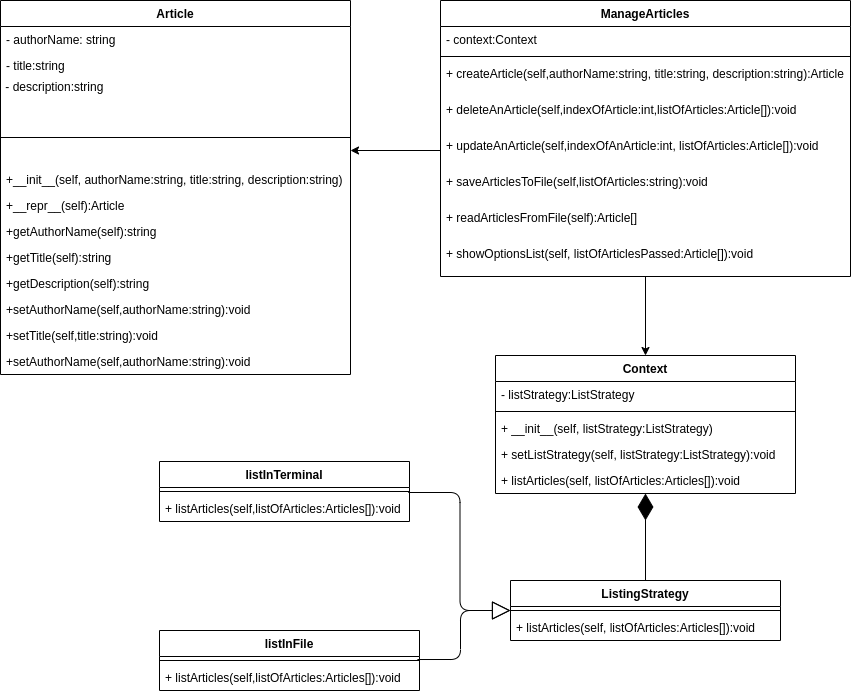 Article
- authorName: string
- title:string
- description:string
+__init__(self, authorName:string, title:string, description:string)
+__repr__(self):Article
+getAuthorName(self):string
+getTitle(self):string
+getDescription(self):string
+setAuthorName(self,authorName:string):void
+setTitle(self,title:string):void
+setAuthorName(self,authorName:string):void
ManageArticles
- context:Context
+ createArticle(self,authorName:string, title:string, description:string):Article
+ deleteAnArticle(self,indexOfArticle:int,listOfArticles:Article[]):void
+ updateAnArticle(self,indexOfAnArticle:int, listOfArticles:Article[]):void
+ saveArticlesToFile(self,listOfArticles:string):void
+ readArticlesFromFile(self):Article[]
+ showOptionsList(self, listOfArticlesPassed:Article[]):void
Context
- listStrategy:ListStrategy
+ __init__(self, listStrategy:ListStrategy)
+ setListStrategy(self, listStrategy:ListStrategy):void
+ listArticles(self, listOfArticles:Articles[]):void
listInTerminal
+ listArticles(self,listOfArticles:Articles[]):void
ListingStrategy
+ listArticles(self, listOfArticles:Articles[]):void
listInFile
+ listArticles(self,listOfArticles:Articles[]):void